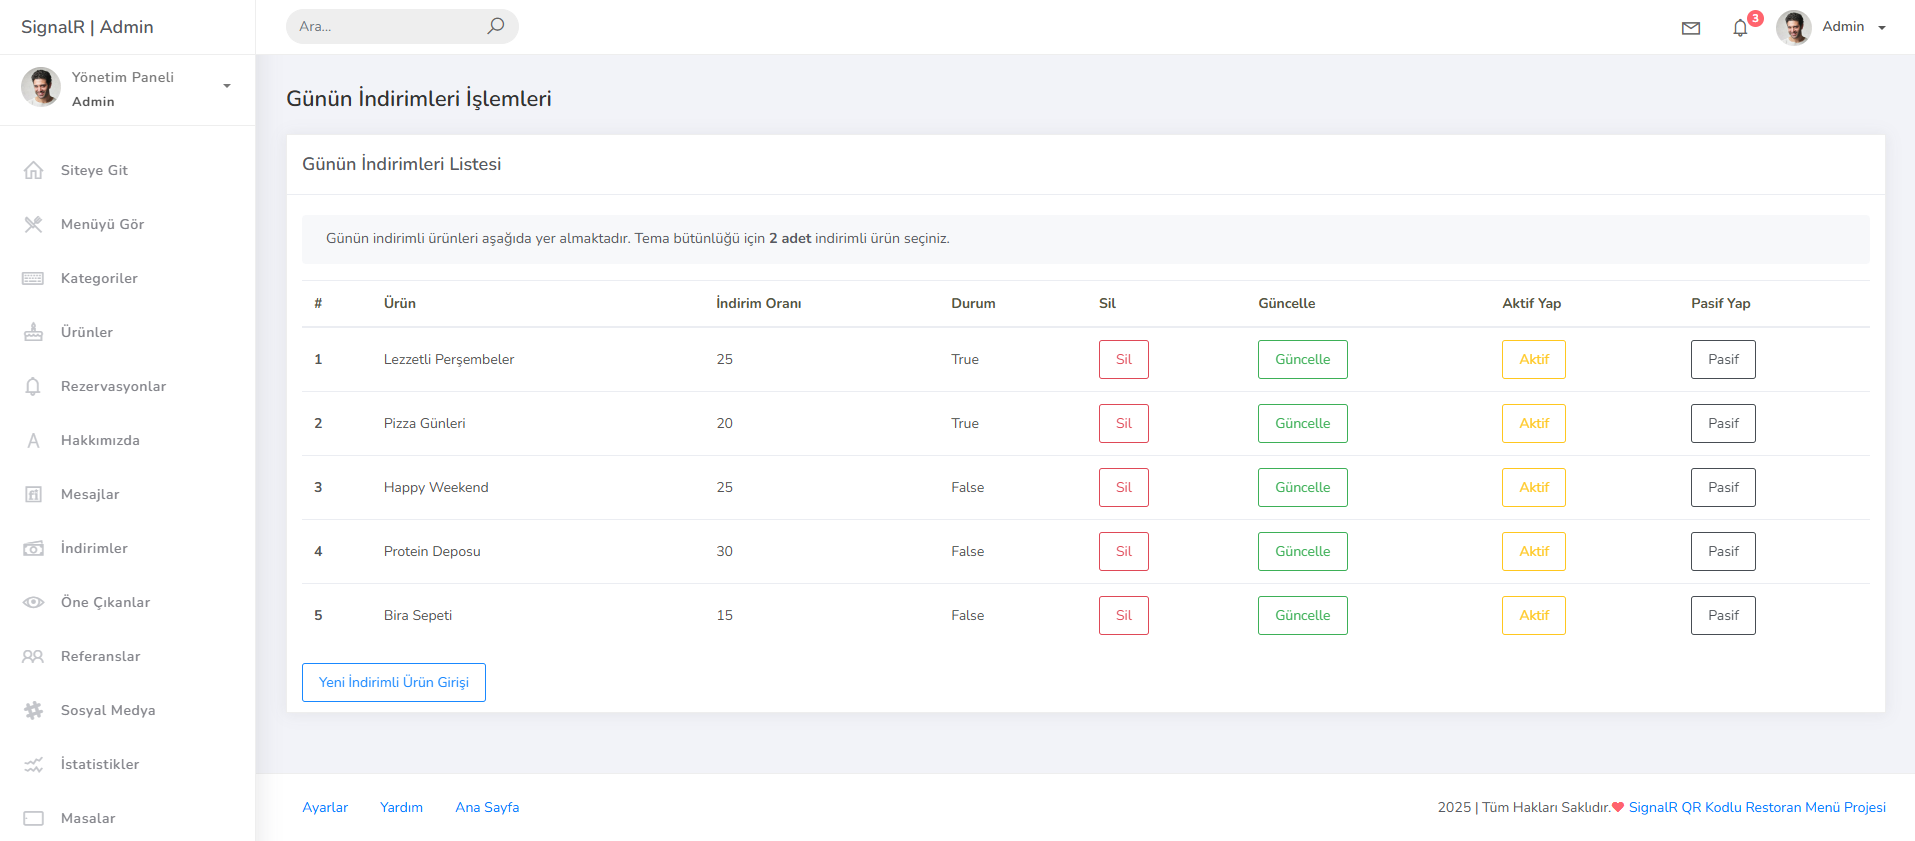 SignalR | Admin
Ara...
3
Admin
Yönetim Paneli
Admin
Siteye Git
Menüyü Gör
Kategoriler
Ürünler
Rezervasyonlar
Hakkımızda
Mesajlar
İndirimler
Öne Çıkanlar
Referanslar
Sosyal Medya
İstatistikler
Masalar
Günün İndirimleri İşlemleri
Günün İndirimleri Listesi
Günün indirimli ürünleri aşağıda yer almaktadır. Tema bütünlüğü için 2 adet indirimli ürün seçiniz.
# Ürün İndirim Oranı Durum Sil Güncelle Aktif Yap Pasif Yap
1 Lezzetli Perşembeler 25 True Sil Güncelle Aktif Pasif
2 Pizza Günleri 20 True Sil Güncelle Aktif Pasif
3 Happy Weekend 25 False Sil Güncelle Aktif Pasif
4 Protein Deposu 30 False Sil Güncelle Aktif Pasif
5 Bira Sepeti 15 False Sil Güncelle Aktif Pasif
Yeni İndirimli Ürün Girişi
Ayarlar Yardım Ana Sayfa
2025 | Tüm Hakları Saklıdır.❤ SignalR QR Kodlu Restoran Menü Projesi